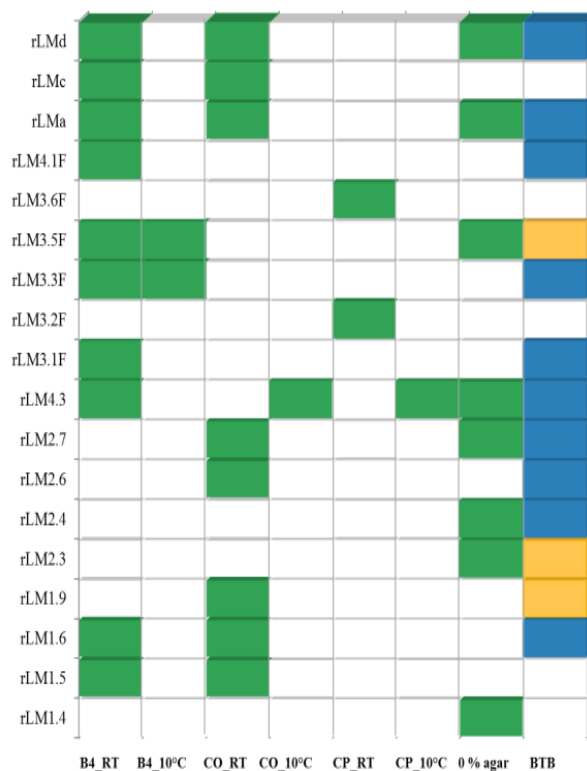 rLMd
rLMc
rLMa
rLM4.1F
rLM3.6F
rLM3.5F
rLM3.3F
rLM3.2F
rLM3.1F
rLM4.3
rLM2.7
rLM2.6
rLM2.4
rLM2.3
rLM1.9
rLM1.6
rLM1.5
rLM1.4
B4_RT B4_10°C CO_RT CO_10°C CP_RT CP_10°C 0 % agar BTB